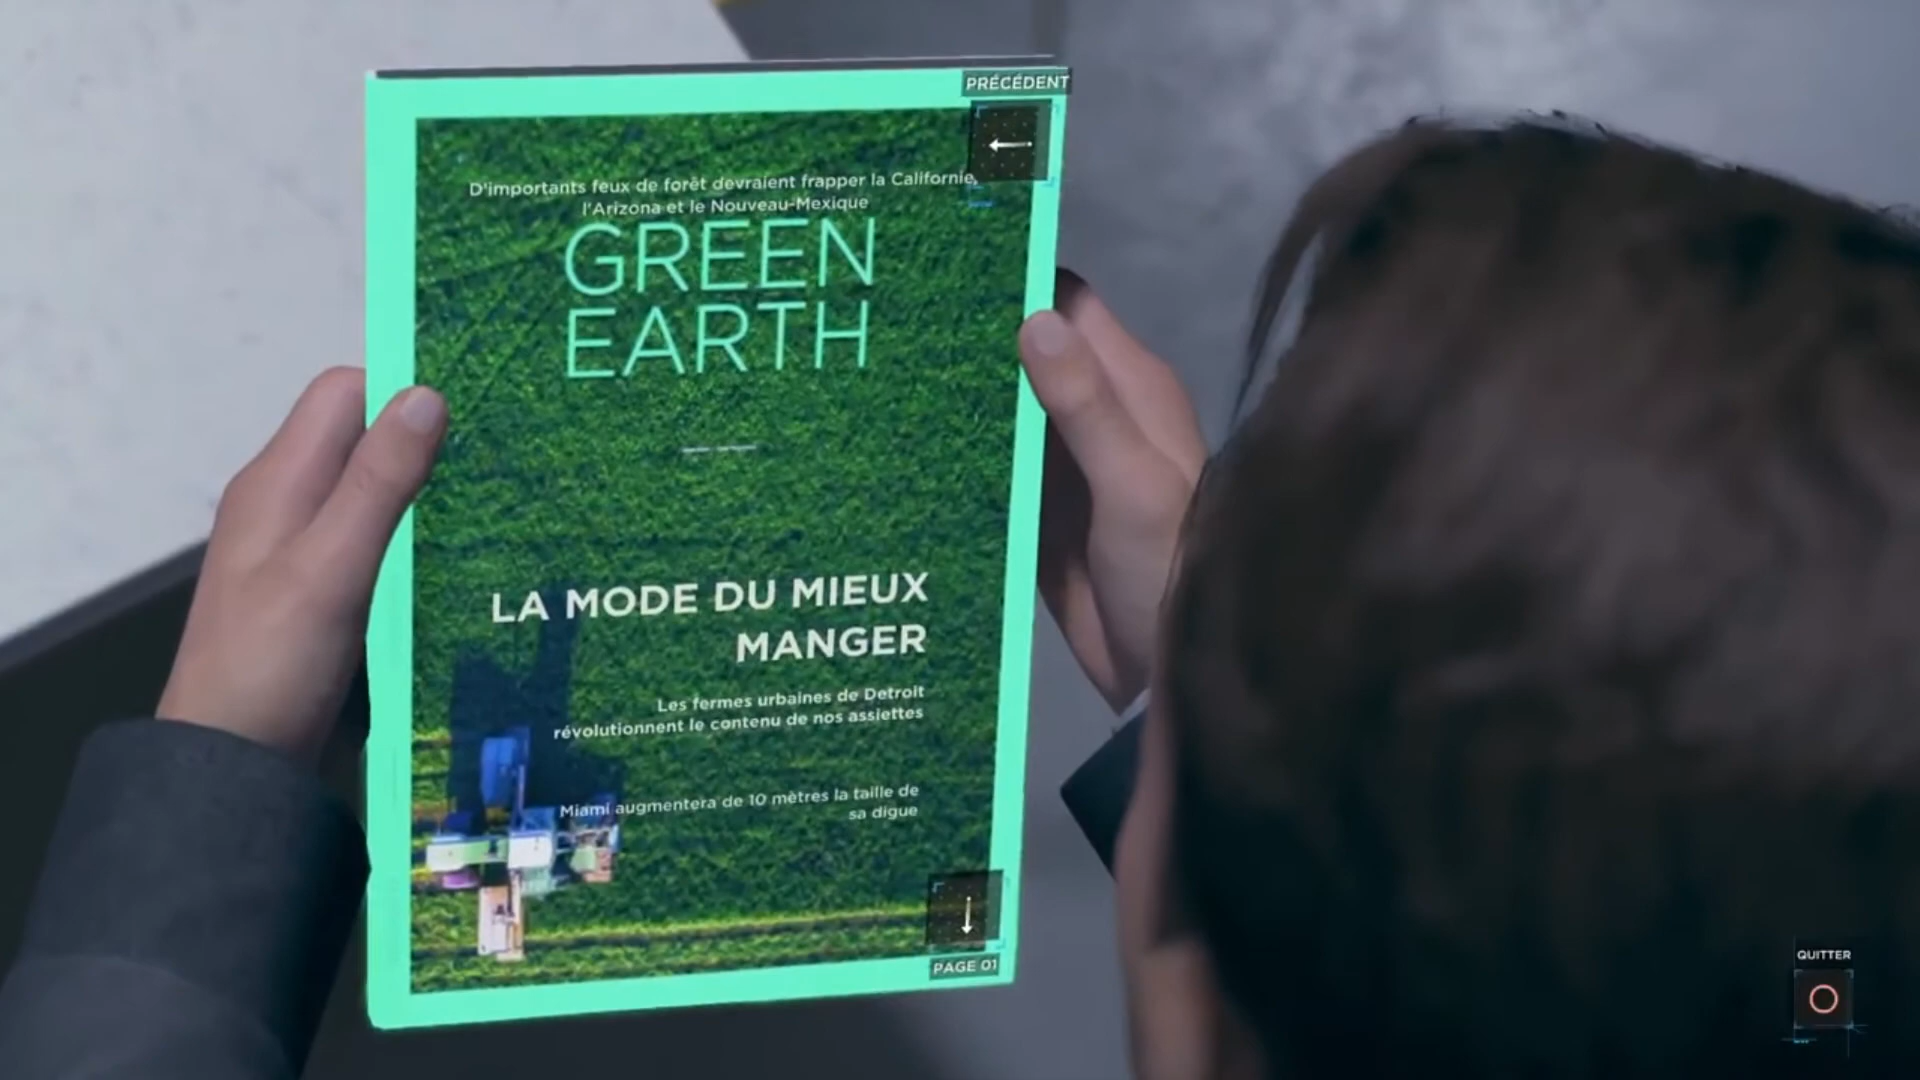 PRÉCÉDENT
D'importants feux de forêt devraient frapper la Californie,
l'Arizona et le Nouveau-Mexique
GREEN
EARTH
LA MODE DU MIEUX
MANGER
Les fermes urbaines de Detroit
révolutionnent le contenu de nos assiettes
Miami augmentera de 10 mètres la taille de
sa digue
PAGE 01
QUITTER